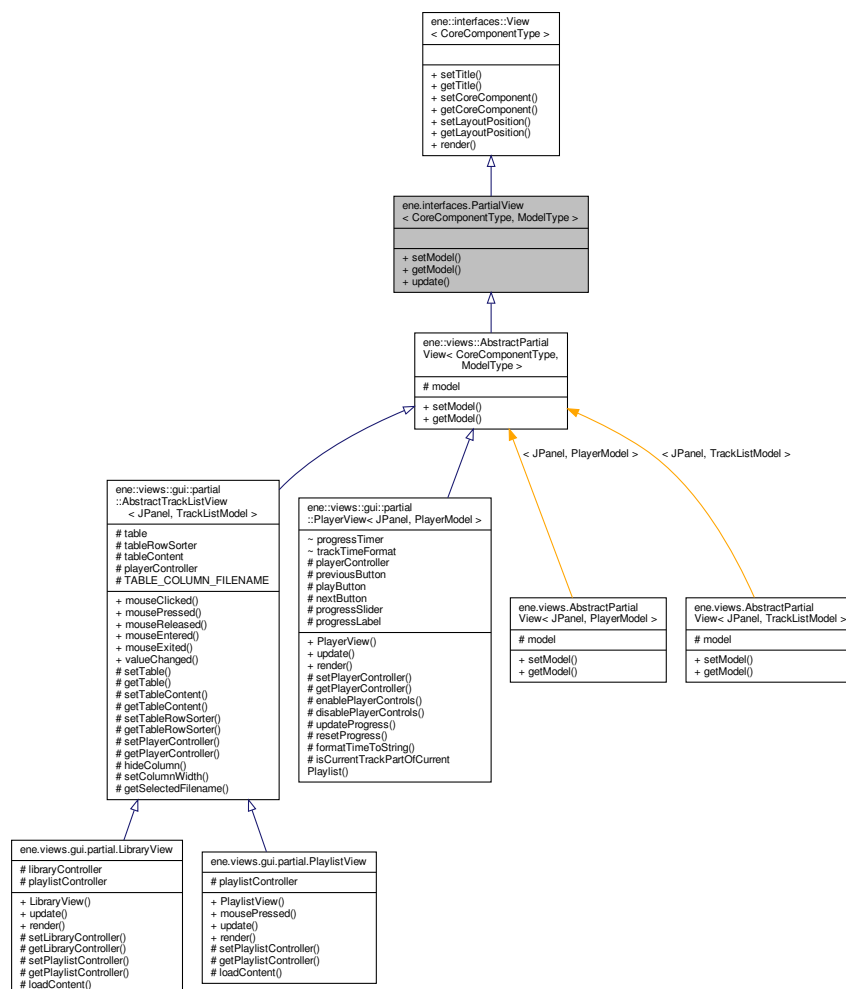 ene::interfaces::View
< CoreComponentType >
+ setTitle()
+ getTitle()
+ setCoreComponent()
+ getCoreComponent()
+ setLayoutPosition()
+ getLayoutPosition()
+ render()
ene.interfaces.PartialView
< CoreComponentType, ModelType >
+ setModel()
+ getModel()
+ update()
ene::views::AbstractPartial
View< CoreComponentType,
ModelType >
# model
+ setModel()
+ getModel()
< JPanel, PlayerModel >
< JPanel, TrackListModel >
ene::views::gui::partial
::AbstractTrackListView
< JPanel, TrackListModel >
# table
# tableRowSorter
# tableContent
# playerController
# TABLE_COLUMN_FILENAME
+ mouseClicked()
+ mousePressed()
+ mouseReleased()
+ mouseEntered()
+ mouseExited()
+ valueChanged()
# setTable()
# getTable()
# setTableContent()
# getTableContent()
# setTableRowSorter()
# getTableRowSorter()
# setPlayerController()
# getPlayerController()
# hideColumn()
# setColumnWidth()
# getSelectedFilename()
ene::views::gui::partial
::PlayerView< JPanel, PlayerModel >
~ progressTimer
~ trackTimeFormat
# playerController
# previousButton
# playButton
# nextButton
# progressSlider
# progressLabel
+ PlayerView()
+ update()
+ render()
# setPlayerController()
# getPlayerController()
# enablePlayerControls()
# disablePlayerControls()
# updateProgress()
# resetProgress()
# formatTimeToString()
# isCurrentTrackPartOfCurrent
Playlist()
ene.views.AbstractPartial
View< JPanel, PlayerModel >
# model
+ setModel()
+ getModel()
ene.views.AbstractPartial
View< JPanel, TrackListModel >
# model
+ setModel()
+ getModel()
ene.views.gui.partial.LibraryView
# libraryController
# playlistController
+ LibraryView()
+ update()
+ render()
# setLibraryController()
# getLibraryController()
# setPlaylistController()
# getPlaylistController()
# loadContent()
ene.views.gui.partial.PlaylistView
# playlistController
+ PlaylistView()
+ mousePressed()
+ update()
+ render()
# setPlaylistController()
# getPlaylistController()
# loadContent()